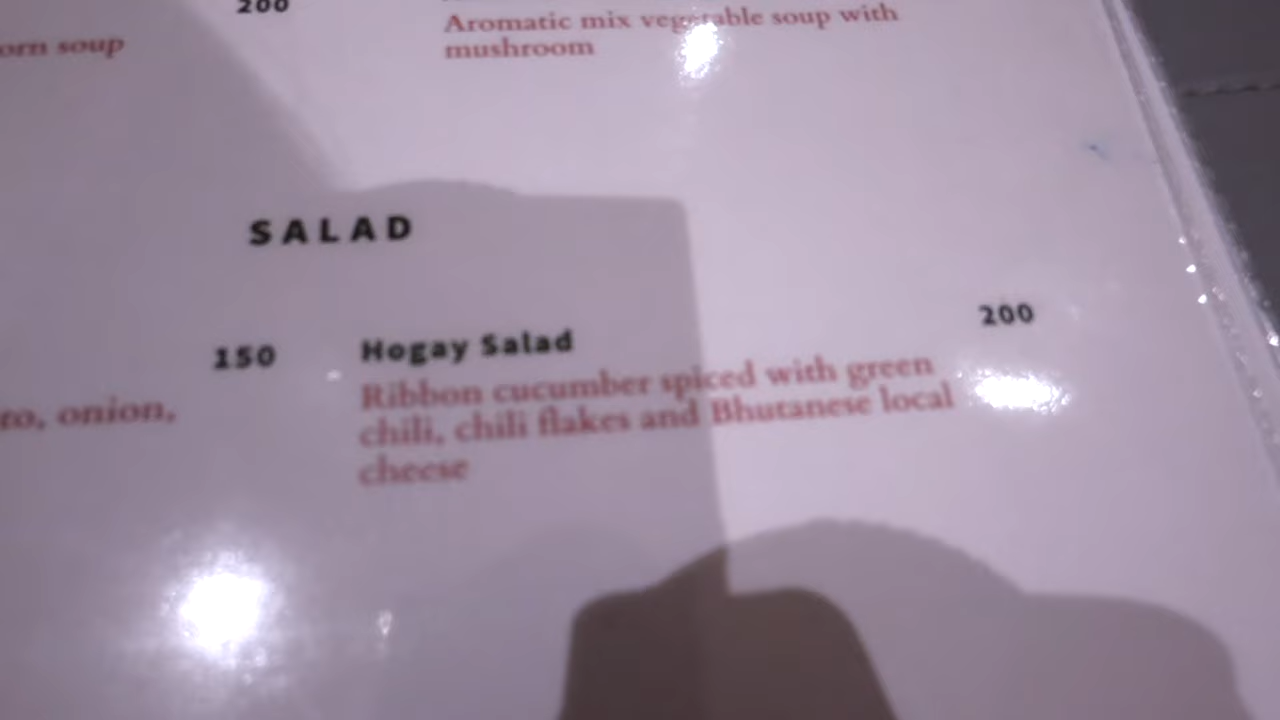 200
orn soup
Aromatic mix vegetable soup with
mushroom
SALAD
150
to, onion,
Hogay Salad
200
Ribbon cucumber spiced with green
chili, chili flakes and Bhutanese local
cheese